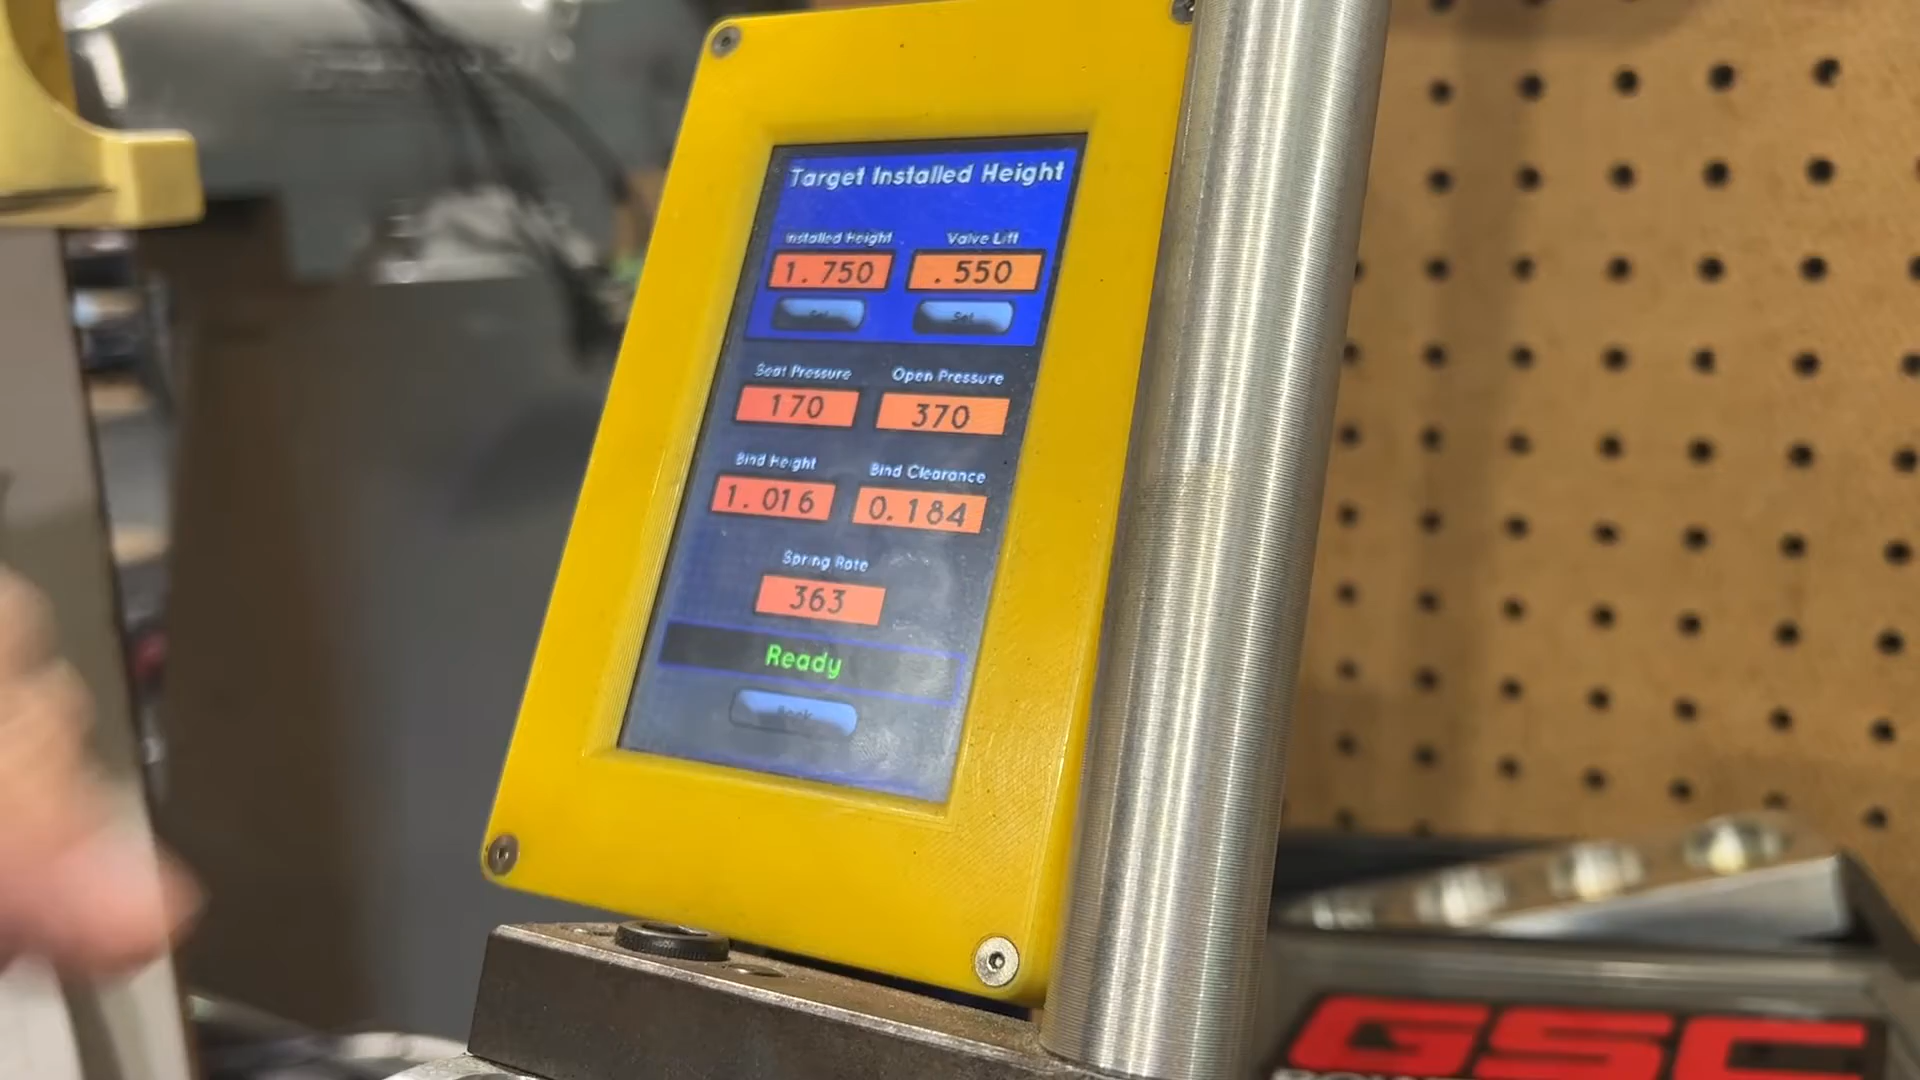 Target Installed Height
Installed Height Valve Lift
1.750 .550
Set Set
Seat Pressure Open Pressure
170 370
Bind Height Bind Clearance
1.016 0.184
Spring Rate
363
Ready
Back
GSC